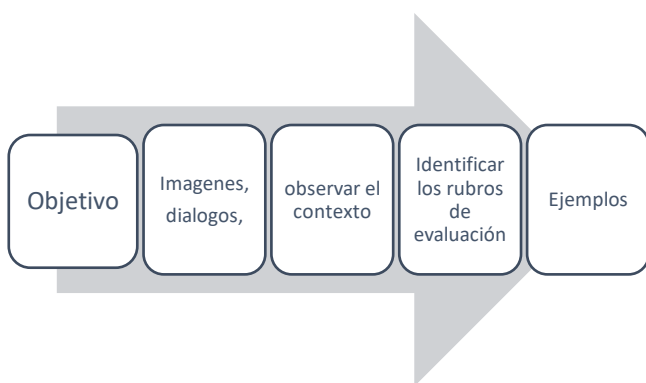 Objetivo
Imagenes,
dialogos,
observar el
contexto
Identificar
los rubros
de
evaluación
Ejemplos